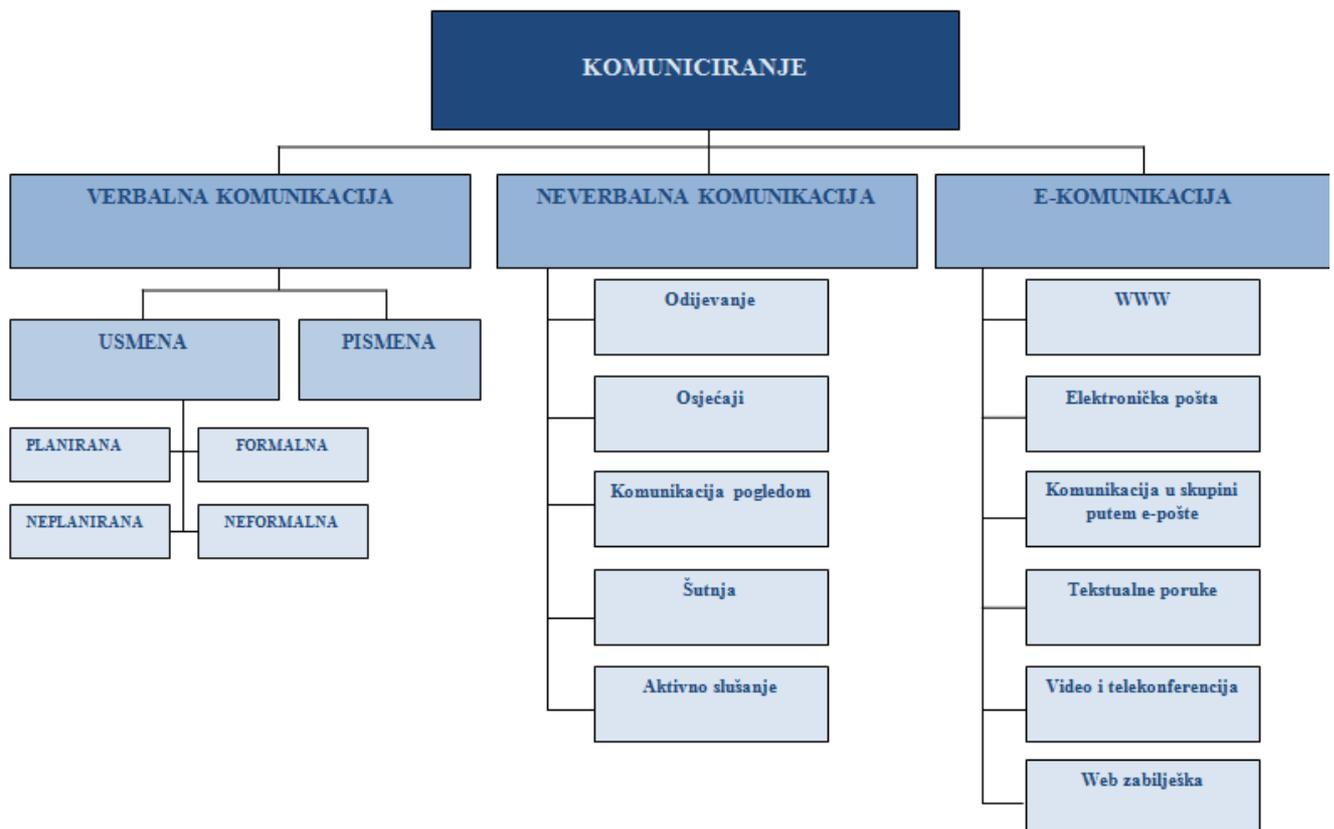 KOMUNICIRANJE
VERBALNA KOMUNIKACIJA
USMENA
PISMENA
PLANIRANA
FORMALNA
NEPLANIRANA
NEFORMALNA
NEVERBALNA KOMUNIKACIJA
Odijevanje
Osjećaji
Komunikacija pogledom
Šutnja
Aktivno slušanje
E-KOMUNIKACIJA
WWW
Elektronička pošta
Komunikacija u skupini
putem e-pošte
Tekstualne poruke
Video i telekonferencija
Web zabilješka